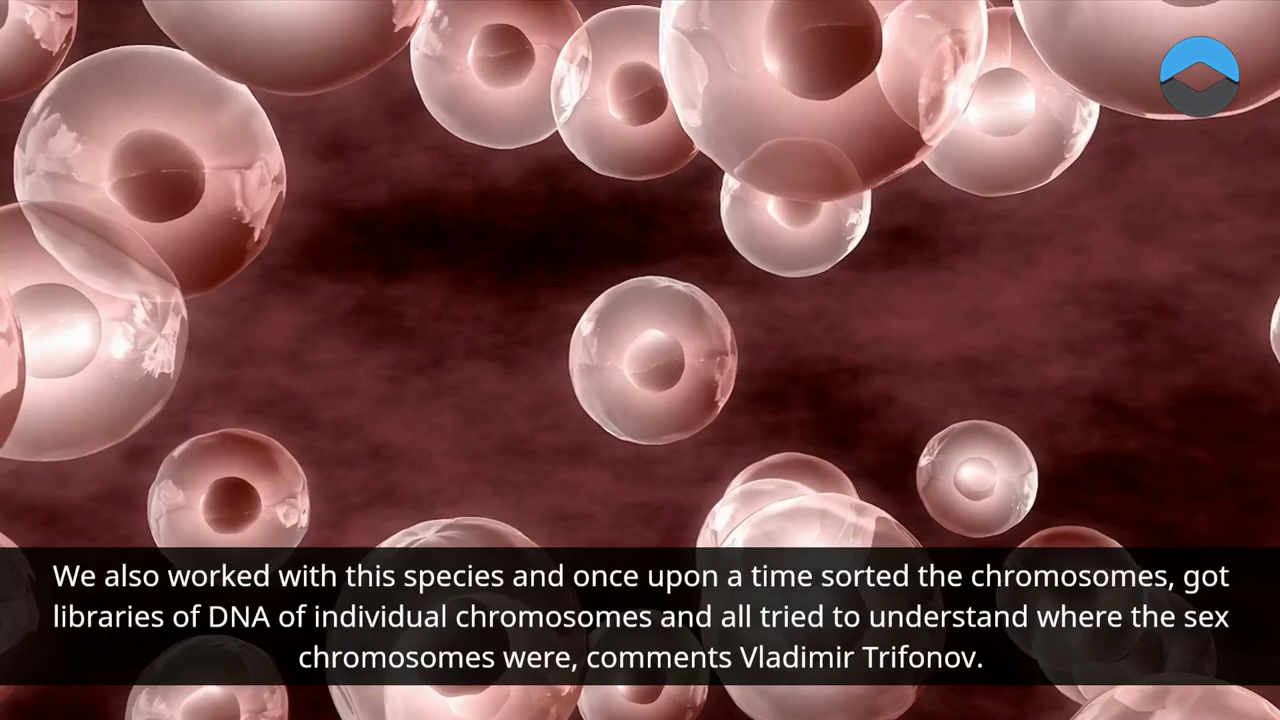 We also worked with this species and once upon a time sorted the chromosomes, got
libraries of DNA of individual chromosomes and all tried to understand where the sex
chromosomes were, comments Vladimir Trifonov.